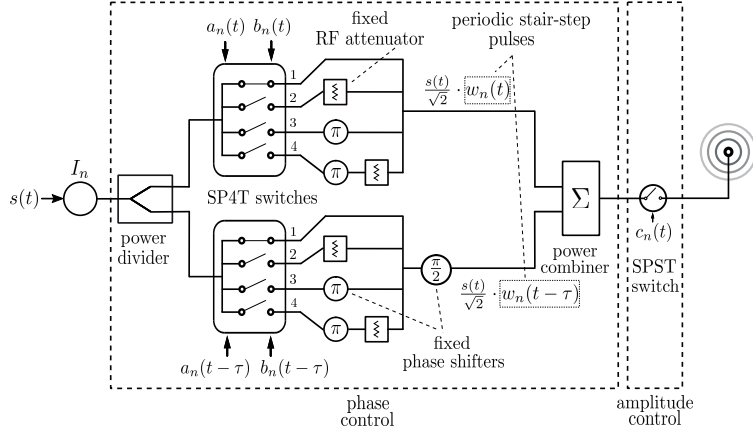 a_n(t) b_n(t)
fixed
RF attenuator
periodic stair-step
pulses
1
2
3
4
π
π
s(t)/√2 · w_n(t)
I_n
s(t)
SP4T switches
power
divider
Σ
power
combiner
c_n(t)
SPST
switch
1
2
3
4
π
π
π/2
s(t)/√2 · w_n(t − τ)
fixed
phase shifters
a_n(t − τ) b_n(t − τ)
phase
control
amplitude
control